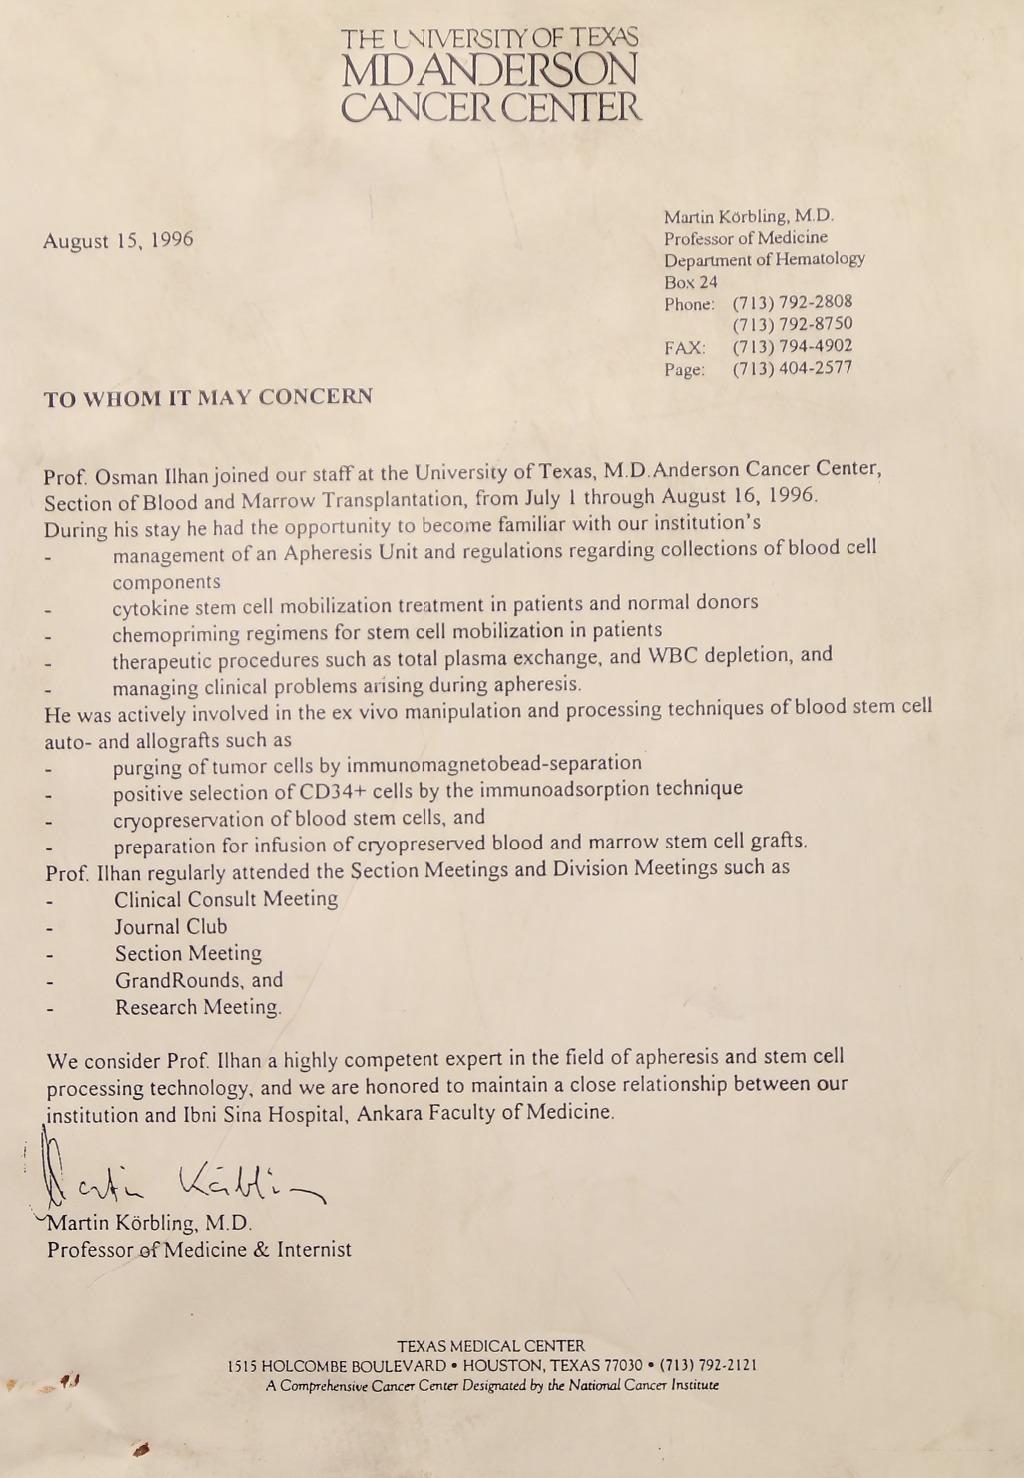 THE UNIVERSITY OF TEXAS
MD ANDERSON
CANCER CENTER
August 15, 1996
Martin Körbling, M.D.
Professor of Medicine
Department of Hematology
Box 24
Phone: (713) 792-2808
(713) 792-8750
FAX: (713) 794-4902
Page: (713) 404-2577
TO WHOM IT MAY CONCERN
Prof. Osman Ilhan joined our staff at the University of Texas, M.D.Anderson Cancer Center,
Section of Blood and Marrow Transplantation, from July 1 through August 16, 1996.
During his stay he had the opportunity to become familiar with our institution's
- management of an Apheresis Unit and regulations regarding collections of blood cell
components
- cytokine stem cell mobilization treatment in patients and normal donors
- chemopriming regimens for stem cell mobilization in patients
- therapeutic procedures such as total plasma exchange, and WBC depletion, and
- managing clinical problems arising during apheresis.
He was actively involved in the ex vivo manipulation and processing techniques of blood stem cell
auto- and allografts such as
- purging of tumor cells by immunomagnetobead-separation
- positive selection of CD34+ cells by the immunoadsorption technique
- cryopreservation of blood stem cells, and
- preparation for infusion of cryopreserved blood and marrow stem cell grafts.
Prof. Ilhan regularly attended the Section Meetings and Division Meetings such as
- Clinical Consult Meeting
- Journal Club
- Section Meeting
- GrandRounds, and
- Research Meeting.
We consider Prof. Ilhan a highly competent expert in the field of apheresis and stem cell
processing technology, and we are honored to maintain a close relationship between our
institution and Ibni Sina Hospital, Ankara Faculty of Medicine.
Martin Körbling
Martin Körbling, M.D.
Professor of Medicine & Internist
TEXAS MEDICAL CENTER
1515 HOLCOMBE BOULEVARD • HOUSTON, TEXAS 77030 • (713) 792-2121
A Comprehensive Cancer Center Designated by the National Cancer Institute